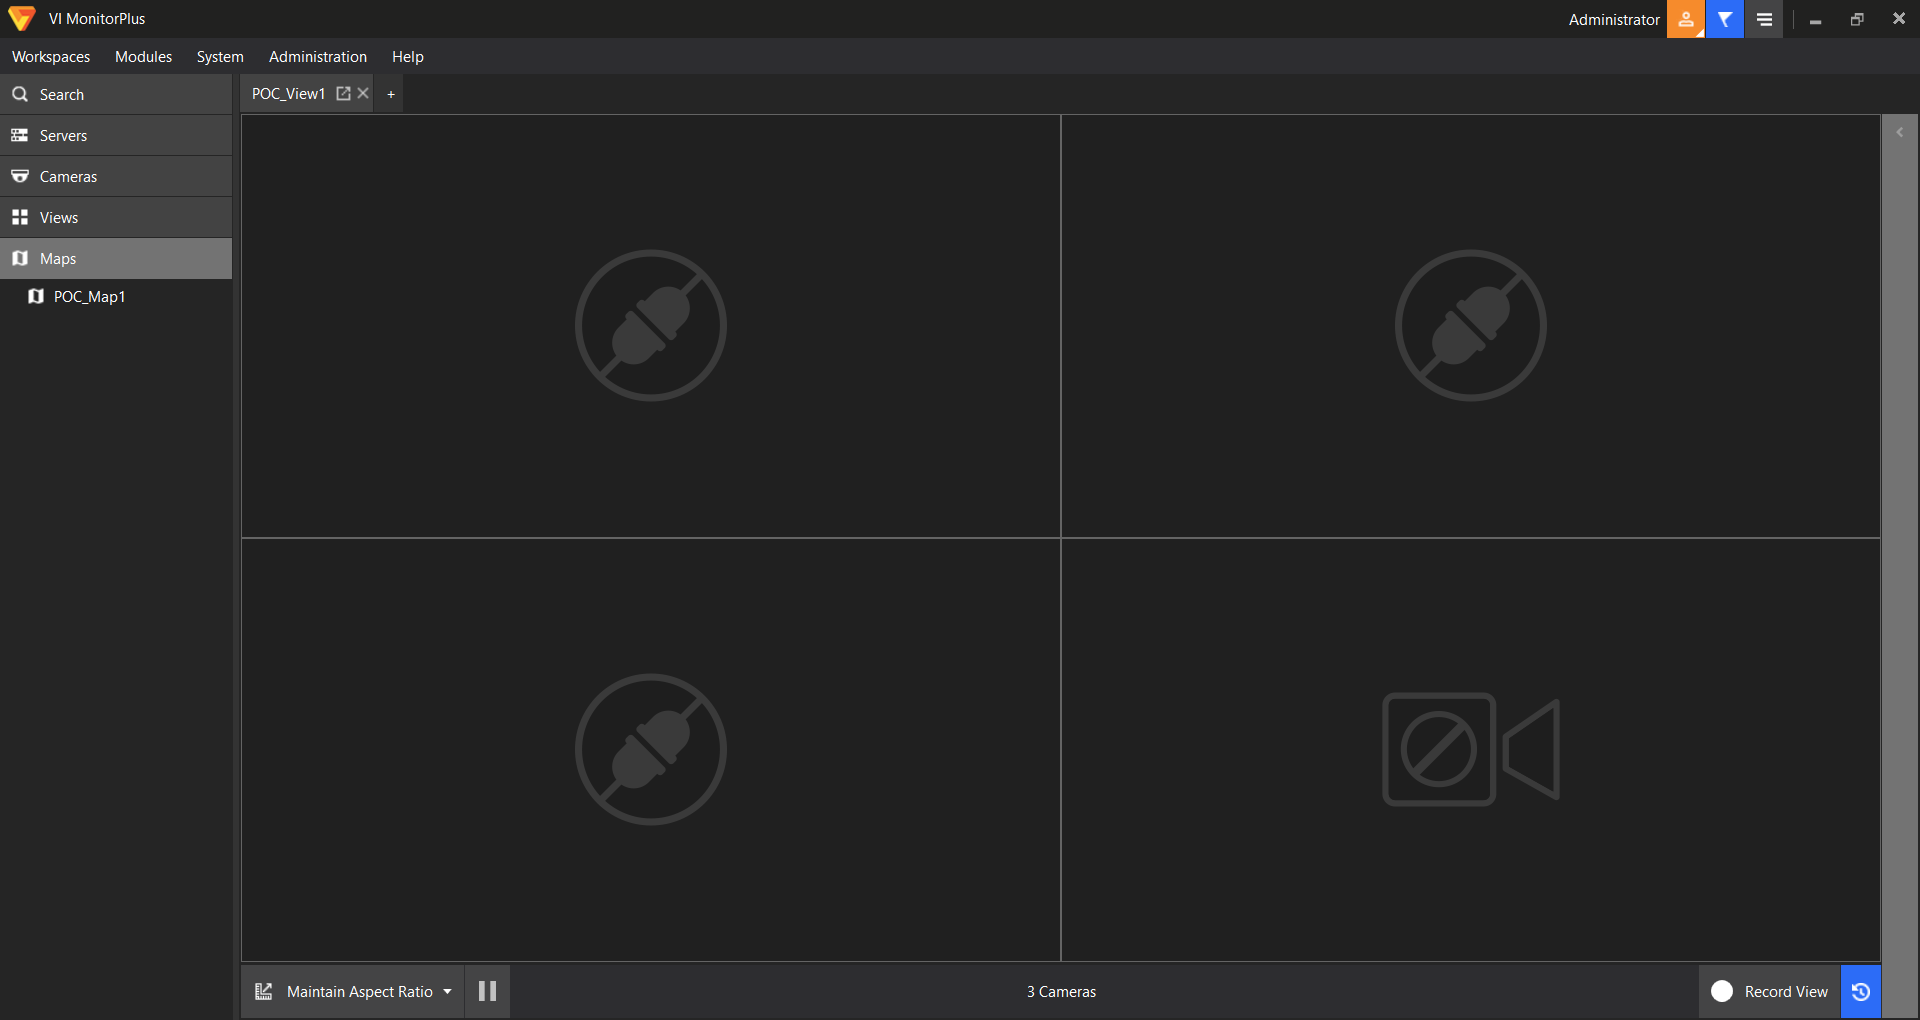 VI MonitorPlus
Administrator
Workspaces Modules System Administration Help
Search
POC_View1 +
Servers
Cameras
Views
Maps
POC_Map1
Maintain Aspect Ratio
3 Cameras
Record View